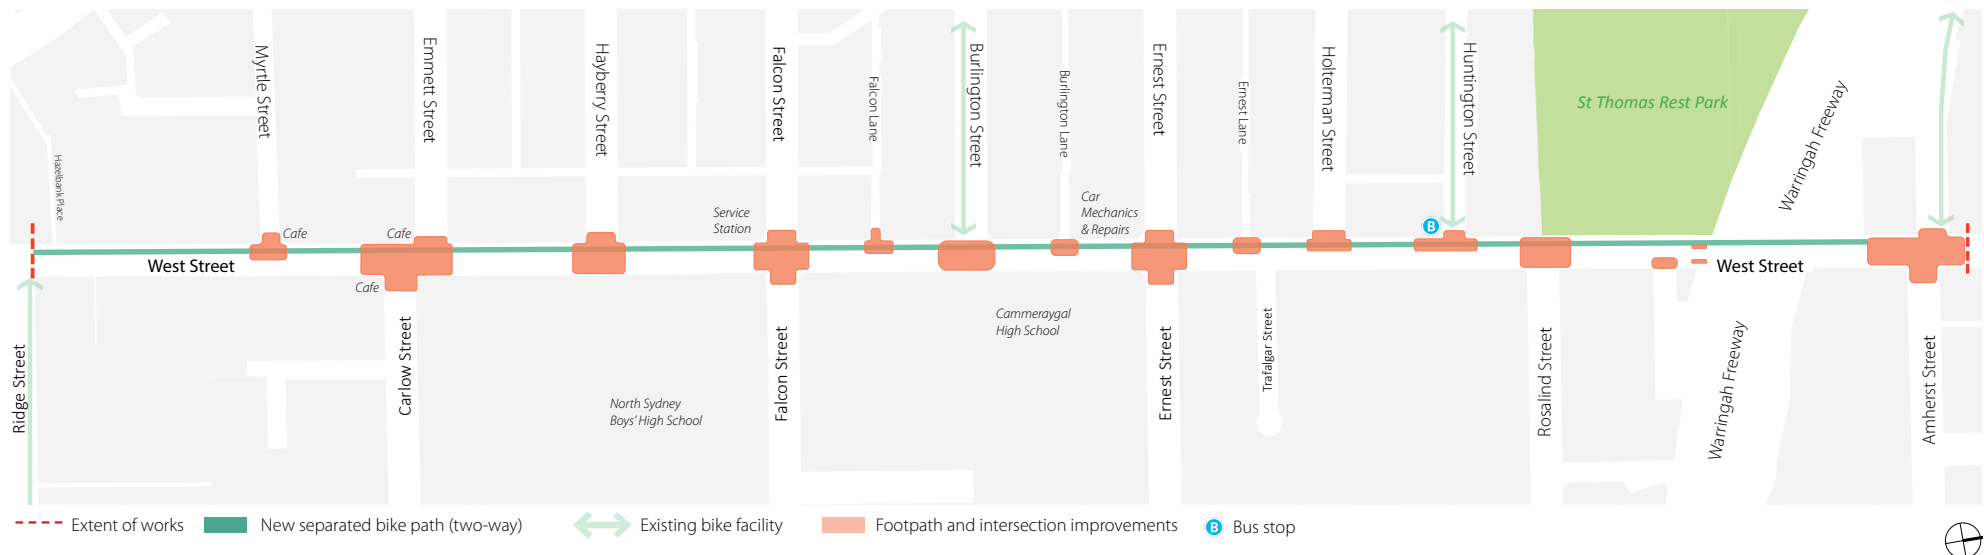 Myrtle Street
Emmett Street
Hayberry Street
Falcon Street
Falcon Lane
Burlington Street
Burlington Lane
Ernest Street
Ernest Lane
Holterman Street
Huntington Street
St Thomas Rest Park
Warringah Freeway
Hazelbank Place
Cafe
Cafe
Service
Station
Car
Mechanics
& Repairs
B
West Street
West Street
Cafe
Ridge Street
Carlow Street
North Sydney
Boys' High School
Falcon Street
Cammeraygal
High School
Ernest Street
Trafalgar Street
Rosalind Street
Warringah Freeway
Amherst Street
Extent of works
New separated bike path (two-way)
Existing bike facility
Footpath and intersection improvements
B Bus stop